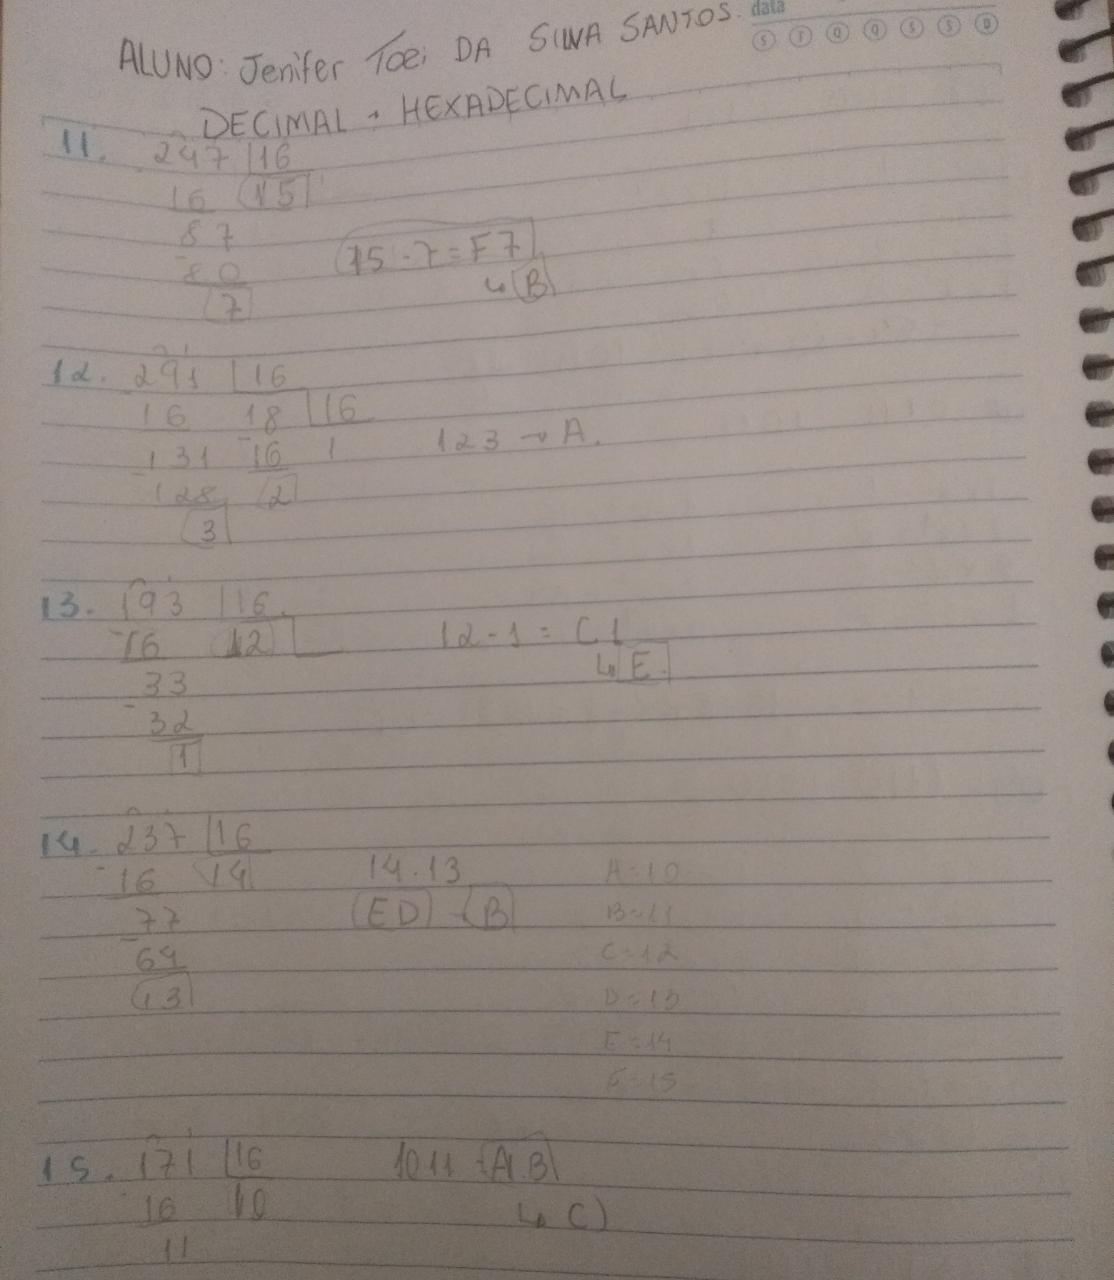 data
S T Q Q S S D
ALUNO: Jenifer DA SILVA SANTOS.
DECIMAL . HEXADECIMAL
11. 247 16
16 15
87
15 - 7 = F7
- 80
↳ B
7
12. 291 16
16 18 16
131 - 16 1 123 → A.
- 128 2
3
13. 193 16
- 16 12 12 - 1 = C1
33 ↳ E.
- 32
1
14. 237 16
- 16 14 14.13 A = 10
77 ED - B B = 11
- 64 C = 12
13 D = 13
E = 14
F = 15
15. 171 16 10 11 - A B
- 16 10 ↳ C)
11